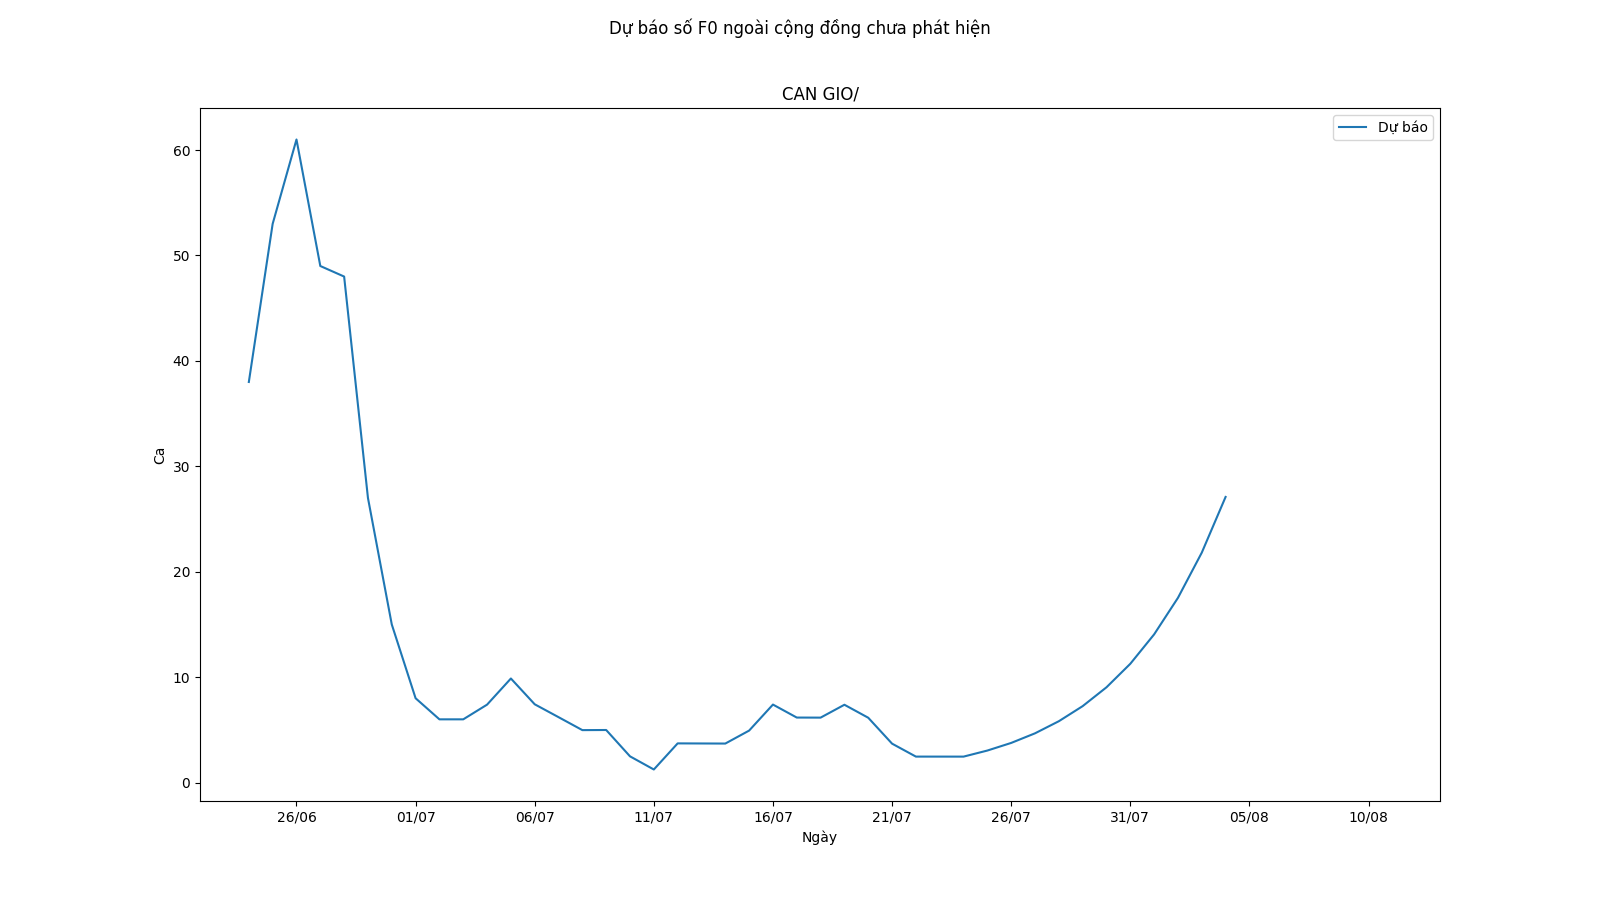 Dự báo số F0 ngoài cộng đồng chưa phát hiện
CAN GIO/
Dự báo
60
50
40
30
20
10
0
Ca
26/06 01/07 06/07 11/07 16/07 21/07 26/07 31/07 05/08 10/08
Ngày